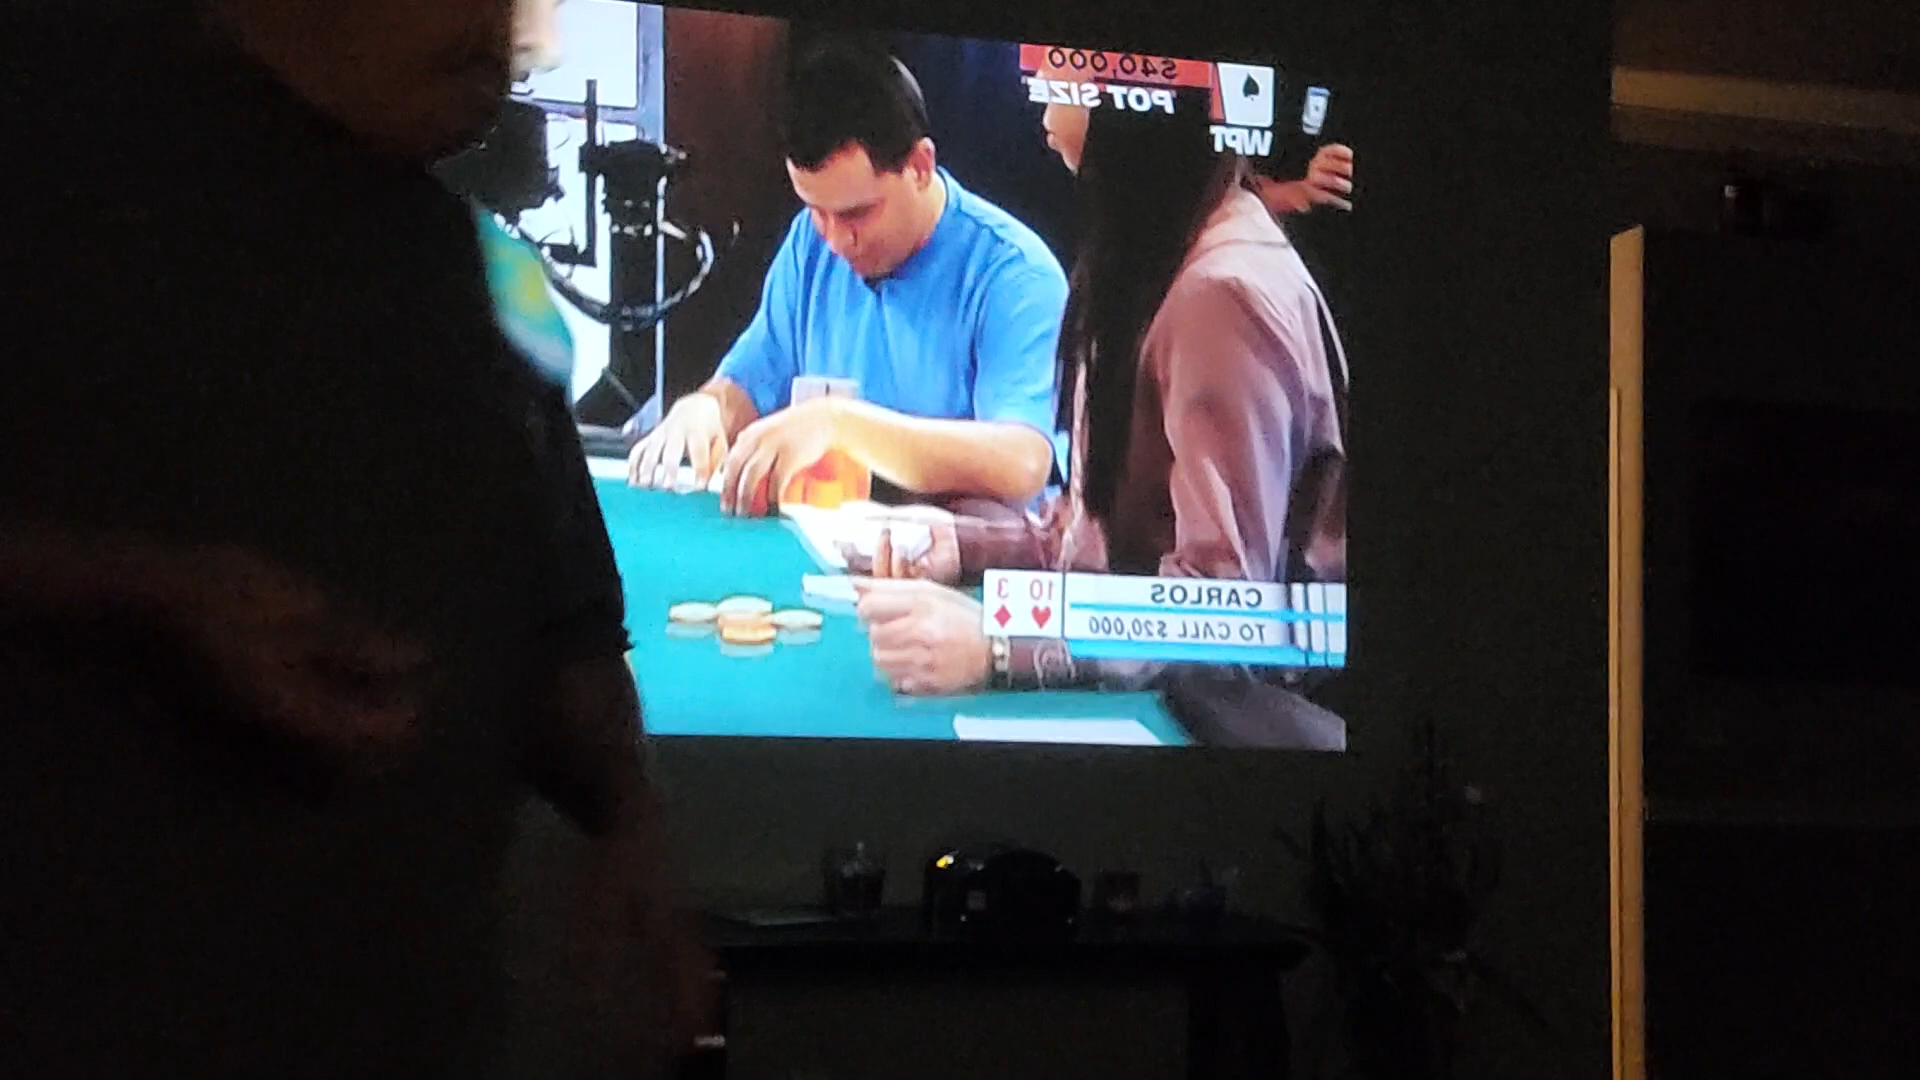 $40,000
POT SIZE
WPT
CARLOS 10 3
TO CALL $20,000